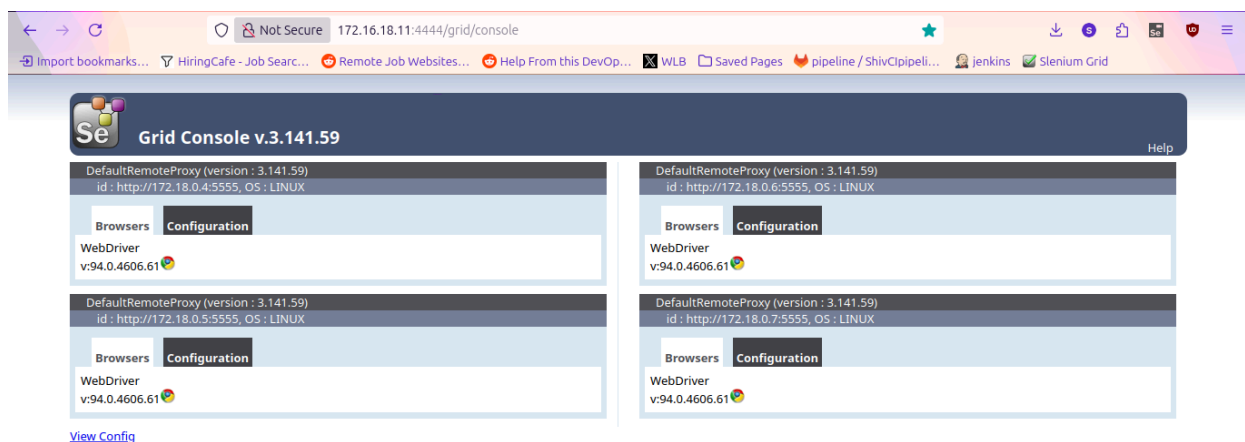 Not Secure 172.16.18.11:4444/grid/console
Import bookmarks... HiringCafe - Job Searc... Remote Job Websites... Help From this DevOp... WLB Saved Pages pipeline / ShivCIpipeli... jenkins Slenium Grid
Se Grid Console v.3.141.59
Help
DefaultRemoteProxy (version : 3.141.59)
id : http://172.18.0.4:5555, OS : LINUX
Browsers Configuration
WebDriver
v:94.0.4606.61
DefaultRemoteProxy (version : 3.141.59)
id : http://172.18.0.5:5555, OS : LINUX
Browsers Configuration
WebDriver
v:94.0.4606.61
View Config
DefaultRemoteProxy (version : 3.141.59)
id : http://172.18.0.6:5555, OS : LINUX
Browsers Configuration
WebDriver
v:94.0.4606.61
DefaultRemoteProxy (version : 3.141.59)
id : http://172.18.0.7:5555, OS : LINUX
Browsers Configuration
WebDriver
v:94.0.4606.61